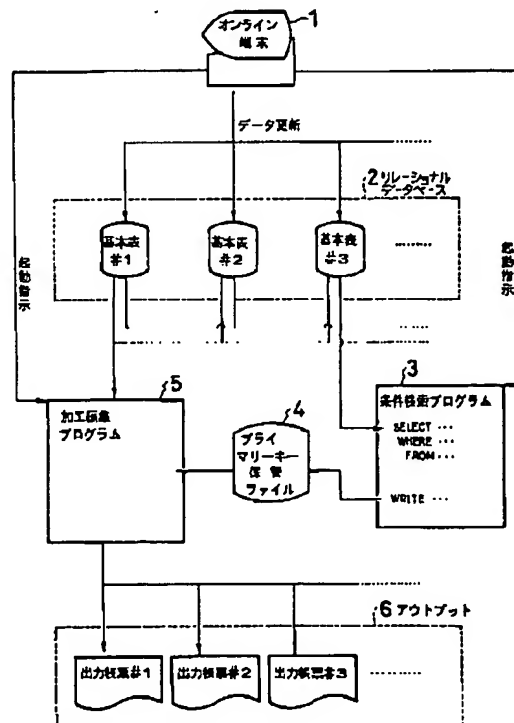 オンライン
端末
1
データ更新
2 リレーショナル
データベース
基本表
#1
基本表
#2
基本表
#3
起動指示
起動指示
5
加工編集
プログラム
4
プライ
マリーキー
保管
ファイル
3
条件検索プログラム
SELECT ...
WHERE ...
FROM ...
WRITE ...
6 アウトプット
出力帳票#1
出力帳票#2
出力帳票#3